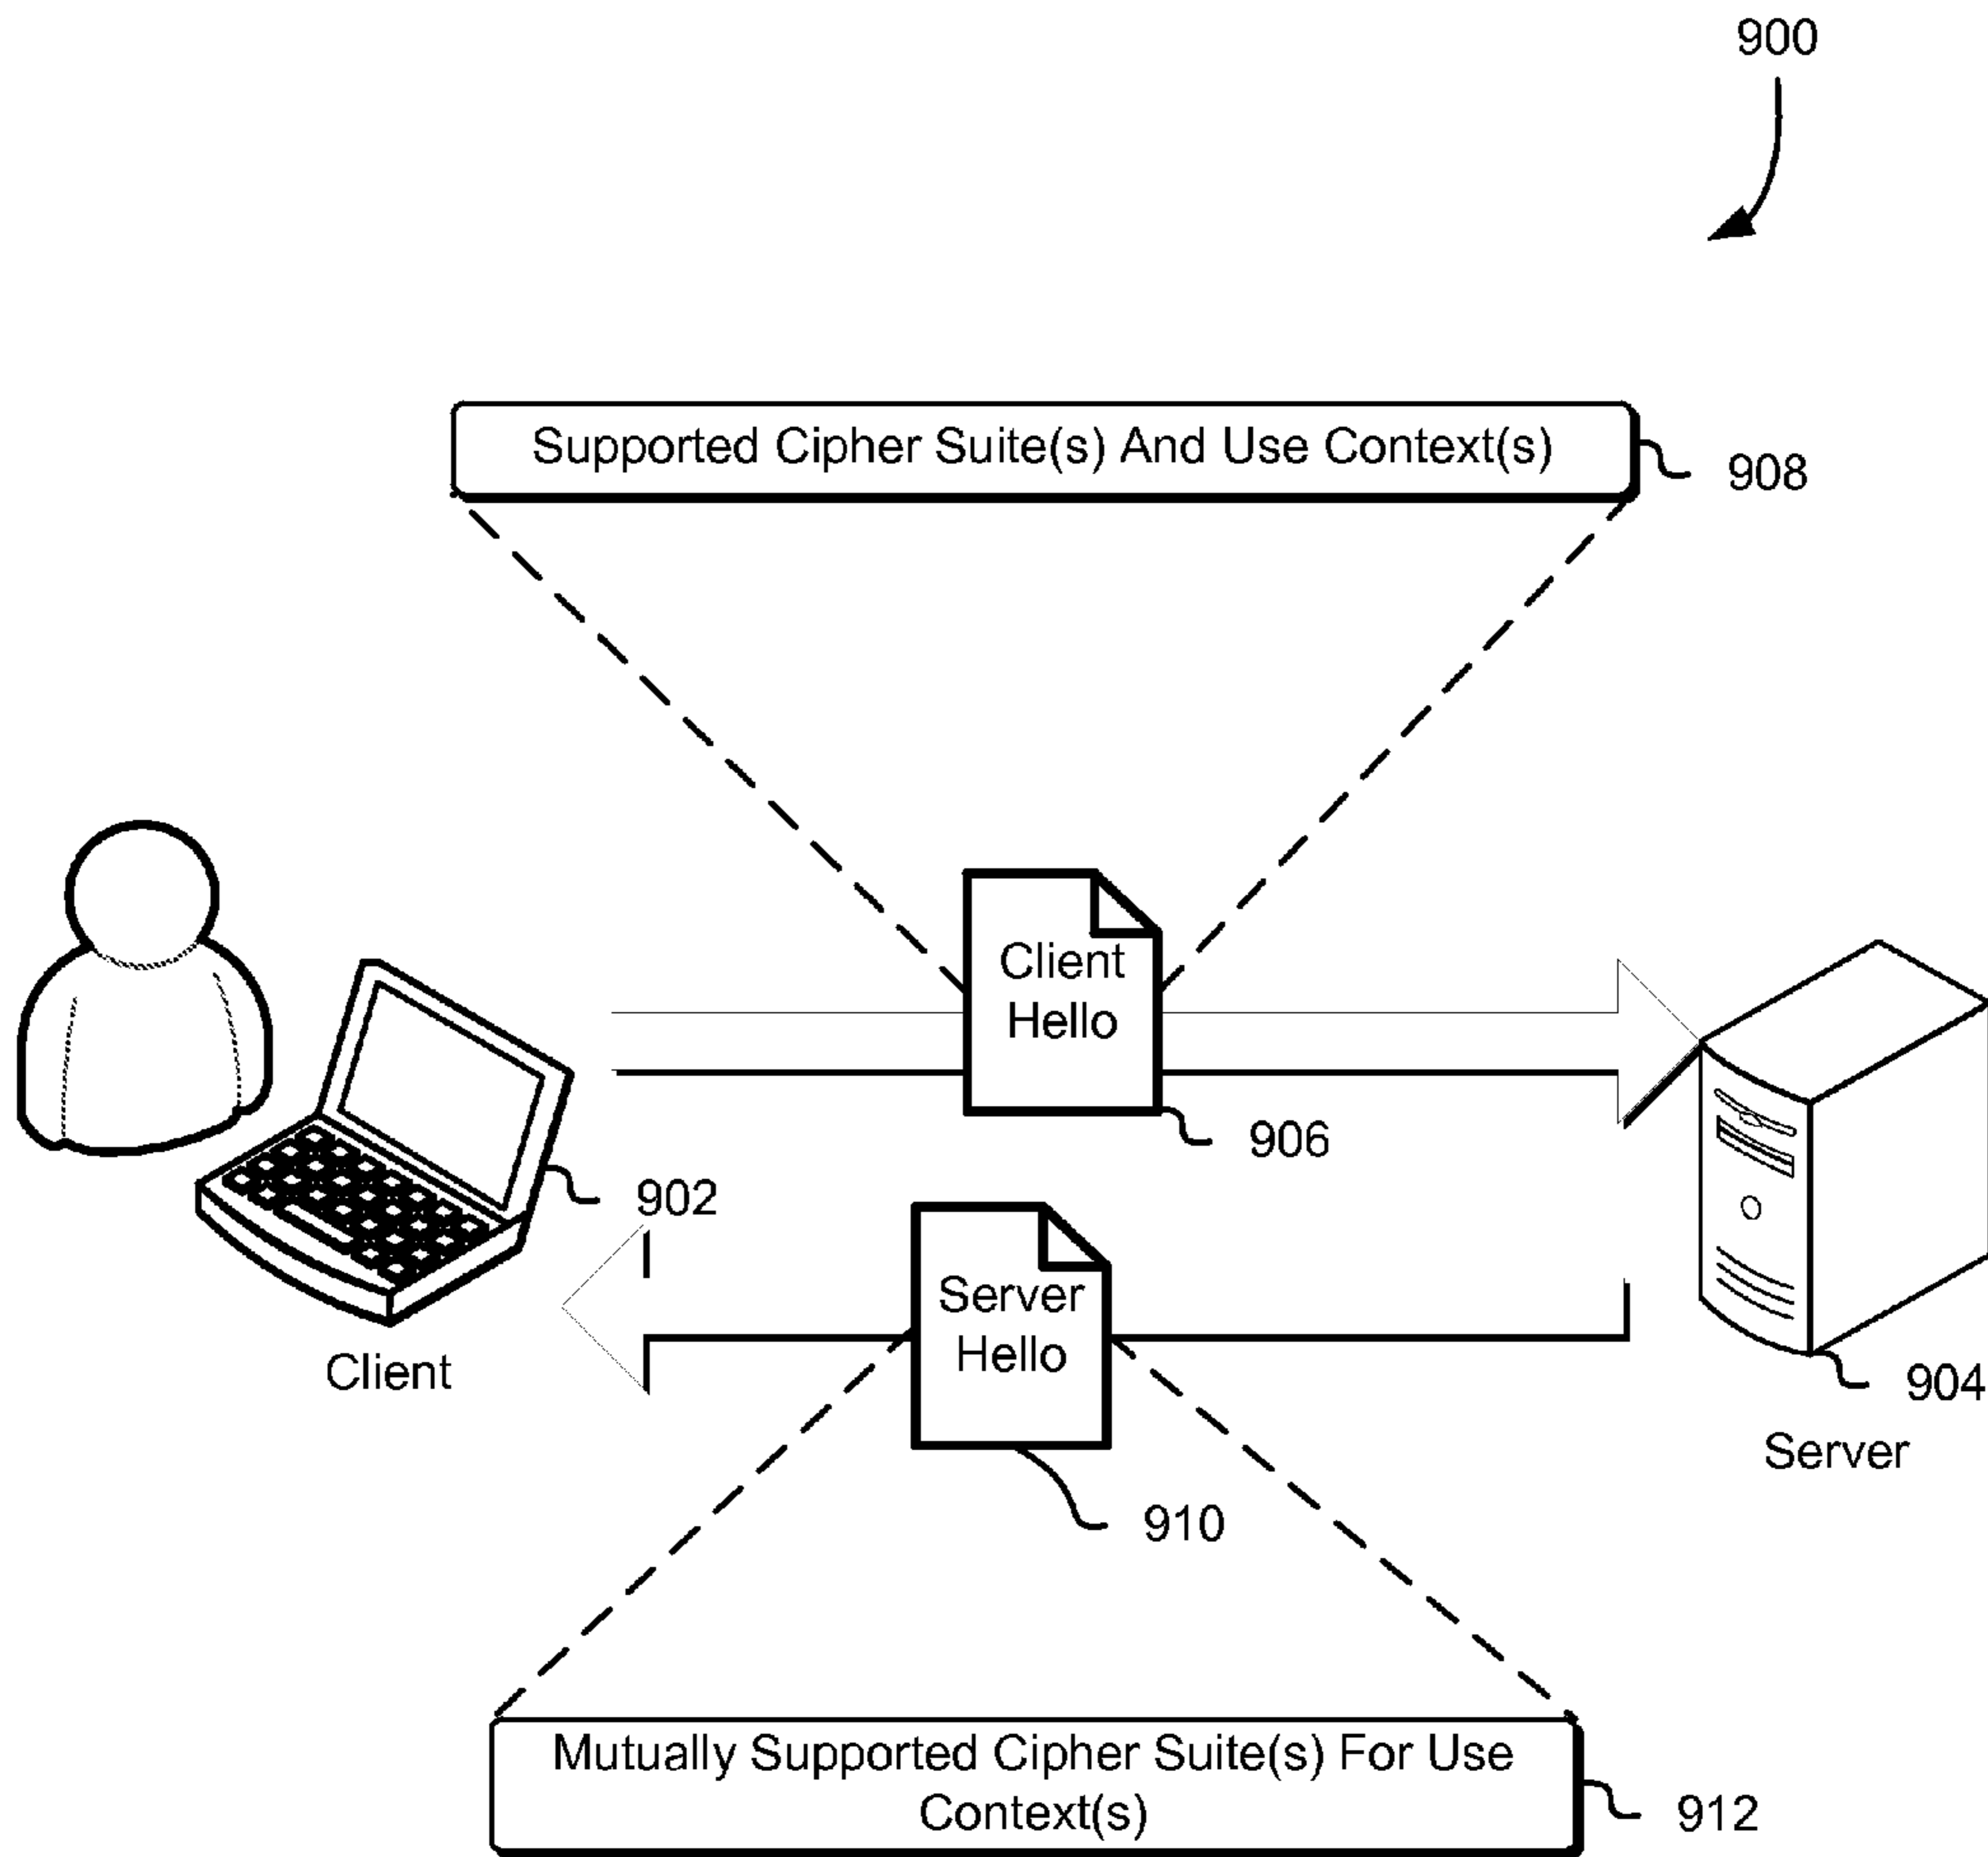 900
Supported Cipher Suite(s) And Use Context(s)
908
Client
Hello
906
902
Server
Hello
Client
904
Server
910
Mutually Supported Cipher Suite(s) For Use
Context(s)
912